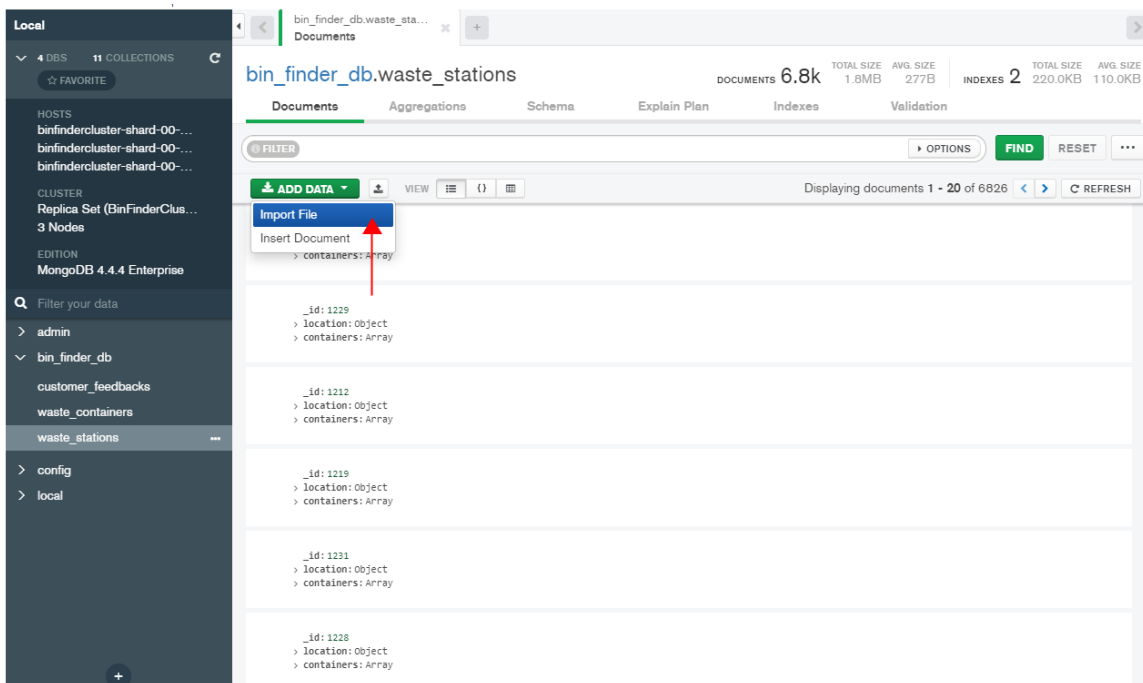 Local
4 DBS 11 COLLECTIONS
FAVORITE
HOSTS
binfindercluster-shard-00-...
binfindercluster-shard-00-...
binfindercluster-shard-00-...
CLUSTER
Replica Set (BinFinderClus...
3 Nodes
EDITION
MongoDB 4.4.4 Enterprise
Filter your data
admin
bin_finder_db
customer_feedbacks
waste_containers
waste_stations
config
local
bin_finder_db.waste_sta...
Documents
bin_finder_db.waste_stations
DOCUMENTS 6.8k TOTAL SIZE 1.8MB AVG. SIZE 277B INDEXES 2 TOTAL SIZE 220.0KB AVG. SIZE 110.0KB
Documents Aggregations Schema Explain Plan Indexes Validation
FILTER OPTIONS FIND RESET ...
ADD DATA VIEW {} Displaying documents 1 - 20 of 6826 < > REFRESH
Import File
Insert Document
> containers: Array
_id: 1229
> location: Object
> containers: Array
_id: 1212
> location: Object
> containers: Array
_id: 1219
> location: Object
> containers: Array
_id: 1231
> location: Object
> containers: Array
_id: 1228
> location: Object
> containers: Array